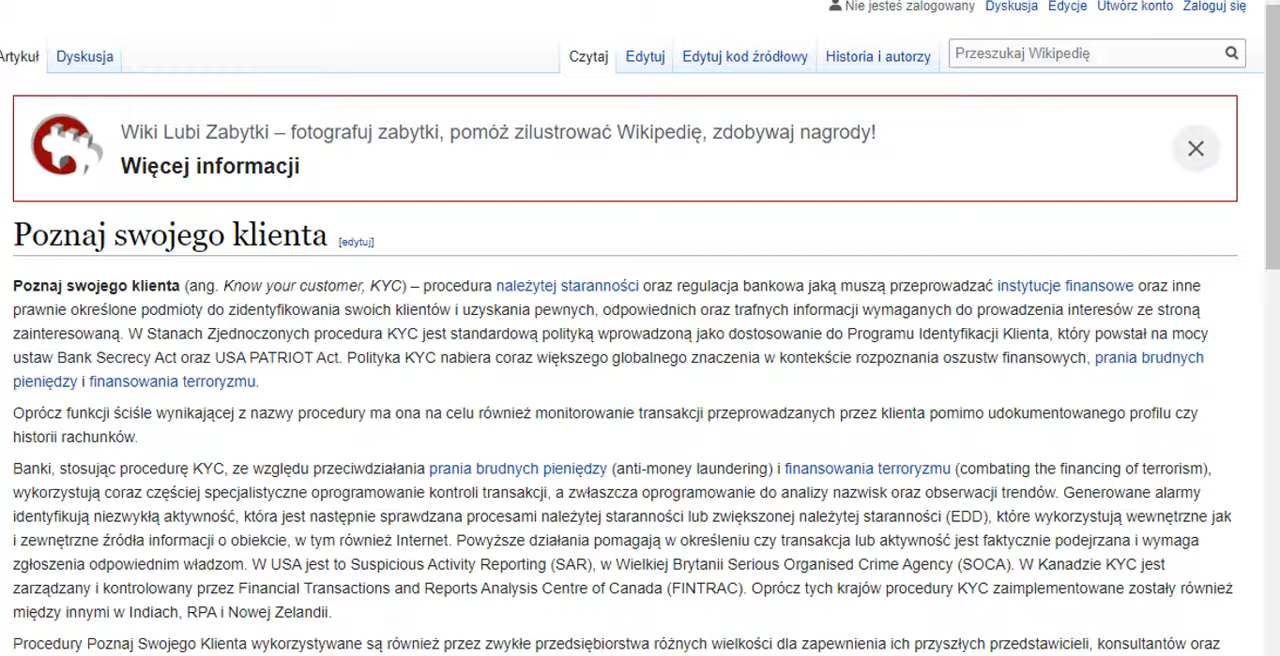 Nie jesteś zalogowany Dyskusja Edycje Utwórz konto Zaloguj się
Artykuł Dyskusja Czytaj Edytuj Edytuj kod źródłowy Historia i autorzy Przeszukaj Wikipedię
Wiki Lubi Zabytki – fotografuj zabytki, pomóż zilustrować Wikipedię, zdobywaj nagrody!
Więcej informacji
Poznaj swojego klienta [edytuj]
Poznaj swojego klienta (ang. Know your customer, KYC) – procedura należytej staranności oraz regulacja bankowa jaką muszą przeprowadzać instytucje finansowe oraz inne
prawnie określone podmioty do zidentyfikowania swoich klientów i uzyskania pewnych, odpowiednich oraz trafnych informacji wymaganych do prowadzenia interesów ze stroną
zainteresowaną. W Stanach Zjednoczonych procedura KYC jest standardową polityką wprowadzoną jako dostosowanie do Programu Identyfikacji Klienta, który powstał na mocy
ustaw Bank Secrecy Act oraz USA PATRIOT Act. Polityka KYC nabiera coraz większego globalnego znaczenia w kontekście rozpoznania oszustw finansowych, prania brudnych
pieniędzy i finansowania terroryzmu.
Oprócz funkcji ściśle wynikającej z nazwy procedury ma ona na celu również monitorowanie transakcji przeprowadzanych przez klienta pomimo udokumentowanego profilu czy
historii rachunków.
Banki, stosując procedurę KYC, ze względu przeciwdziałania prania brudnych pieniędzy (anti-money laundering) i finansowania terroryzmu (combating the financing of terrorism),
wykorzystują coraz częściej specjalistyczne oprogramowanie kontroli transakcji, a zwłaszcza oprogramowanie do analizy nazwisk oraz obserwacji trendów. Generowane alarmy
identyfikują niezwykłą aktywność, która jest następnie sprawdzana procesami należytej staranności lub zwiększonej należytej staranności (EDD), które wykorzystują wewnętrzne jak
i zewnętrzne źródła informacji o obiekcie, w tym również Internet. Powyższe działania pomagają w określeniu czy transakcja lub aktywność jest faktycznie podejrzana i wymaga
zgłoszenia odpowiednim władzom. W USA jest to Suspicious Activity Reporting (SAR), w Wielkiej Brytanii Serious Organised Crime Agency (SOCA). W Kanadzie KYC jest
zarządzany i kontrolowany przez Financial Transactions and Reports Analysis Centre of Canada (FINTRAC). Oprócz tych krajów procedury KYC zaimplementowane zostały również
między innymi w Indiach, RPA i Nowej Zelandii.
Procedury Poznaj Swojego Klienta wykorzystywane są również przez zwykłe przedsiębiorstwa różnych wielkości dla zapewnienia ich przyszłych przedstawicieli, konsultantów oraz